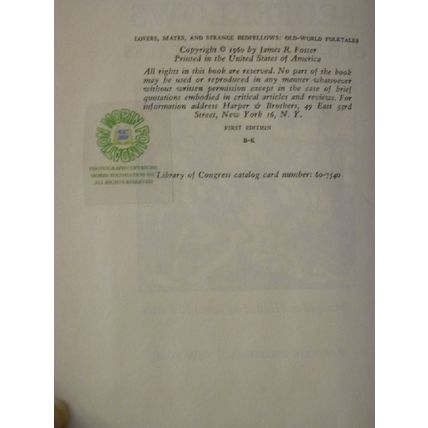 LOVERS, MATES, AND STRANGE BEDFELLOWS: OLD-WORLD FOLKTALES
Copyright © 1960 by James R. Foster
Printed in the United States of America
All rights in this book are reserved. No part of the book
may be used or reproduced in any manner whatsoever
without written permission except in the case of brief
quotations embodied in critical articles and reviews. For
information address Harper & Brothers, 49 East 33rd
Street, New York 16, N. Y.
FIRST EDITION
B-K
MORIN FOUNDATION
PHOTOGRAPH COPYRIGHT,
MORIN FOUNDATION
ALL RIGHTS RESERVED
Library of Congress catalog card number: 60-7540